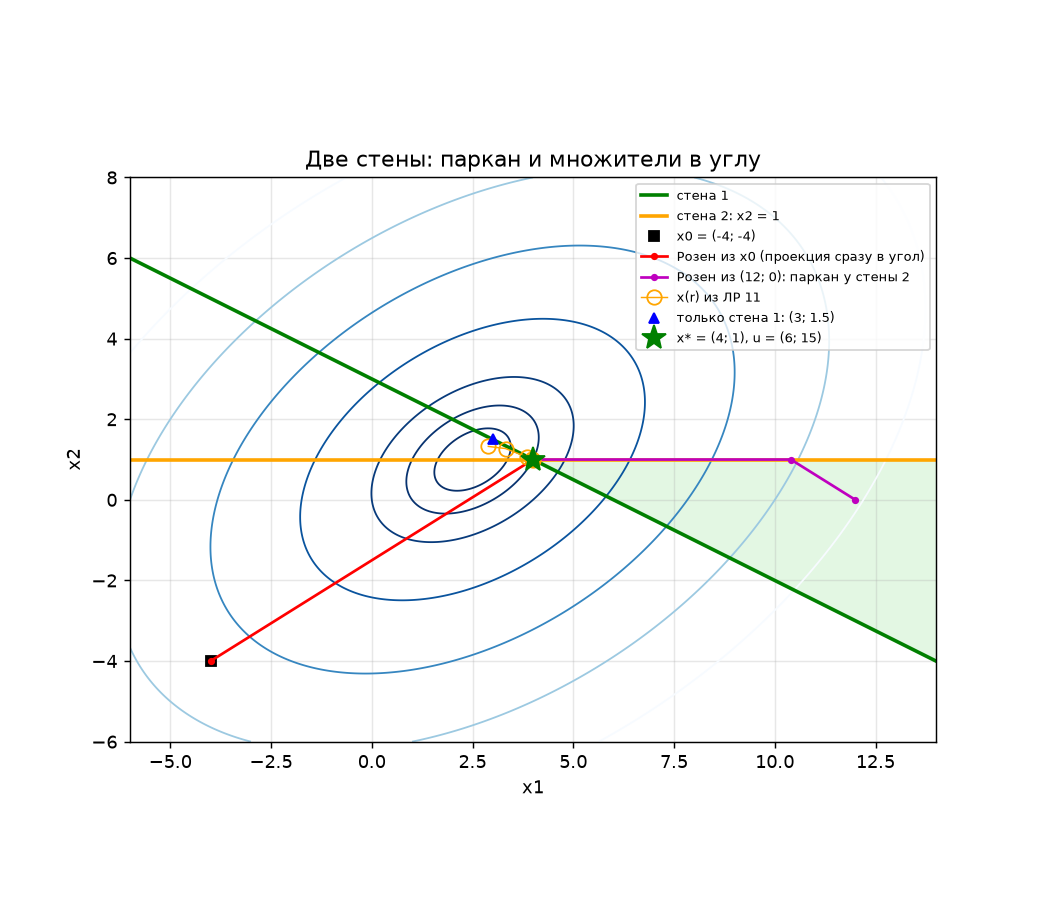 Две стены: паркан и множители в углу
стена 1
стена 2: x2 = 1
x0 = (-4; -4)
Розен из x0 (проекция сразу в угол)
Розен из (12; 0): паркан у стены 2
x(r) из ЛР 11
только стена 1: (3; 1.5)
x* = (4; 1), u = (6; 15)
8
6
4
2
0
−2
−4
−6
x2
−5.0 −2.5 0.0 2.5 5.0 7.5 10.0 12.5
x1